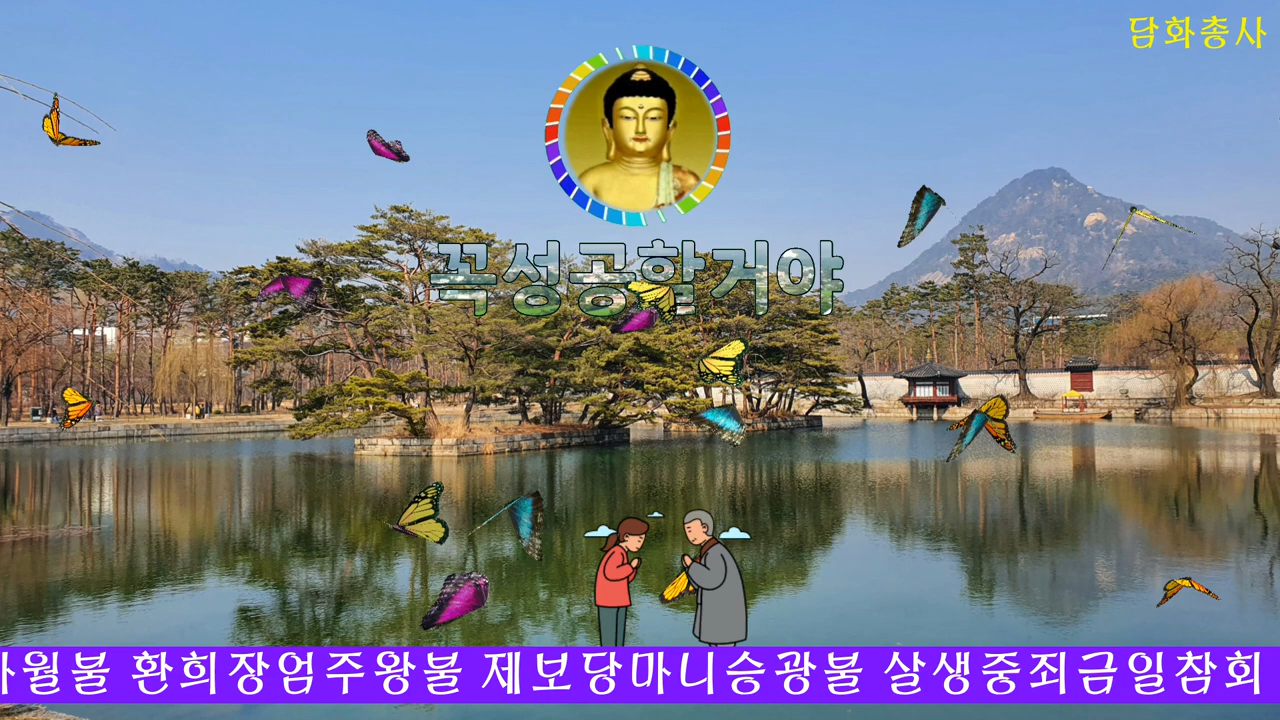 담화총사
꼭성공할거야
월불 환희장엄주왕불 제보당마니승광불 살생중죄금일참회